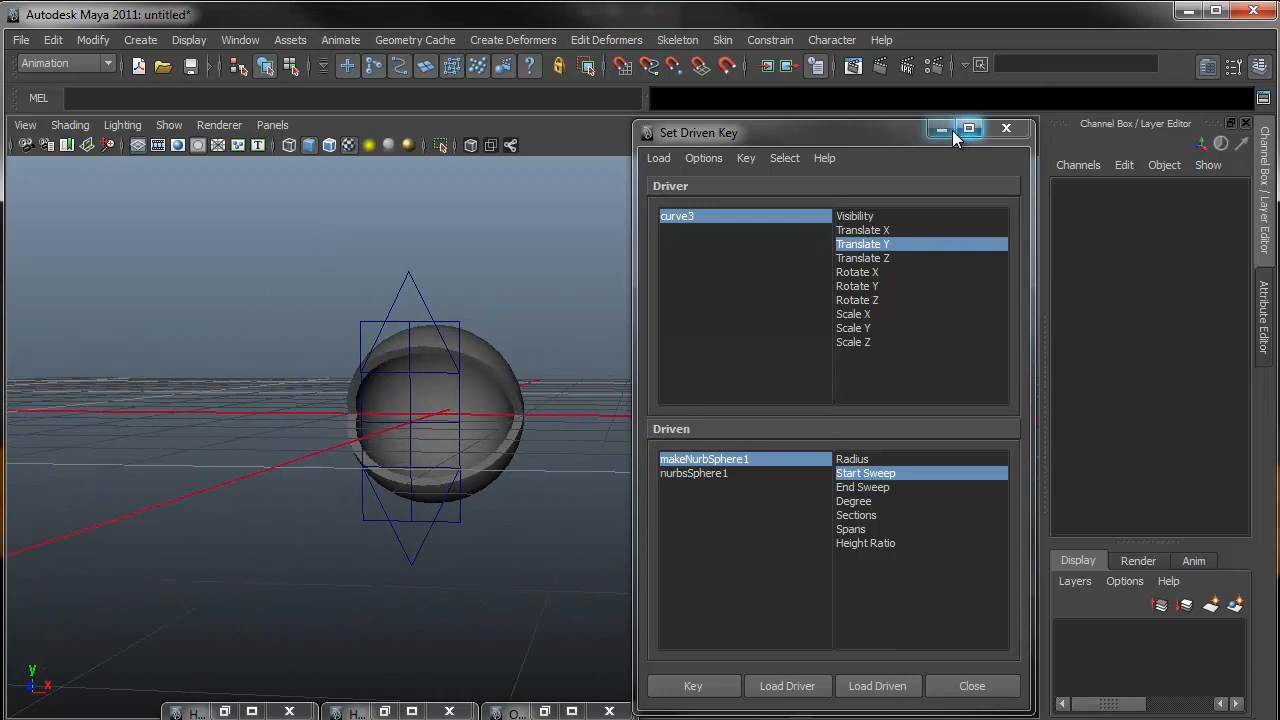 Autodesk Maya 2011: untitled*
File Edit Modify Create Display Window Assets Animate Geometry Cache Create Deformers Edit Deformers Skeleton Skin Constrain Character Help
Animation
MEL
View Shading Lighting Show Renderer Panels
Set Driven Key
Load Options Key Select Help
Driver
curve3
Visibility
Translate X
Translate Y
Translate Z
Rotate X
Rotate Y
Rotate Z
Scale X
Scale Y
Scale Z
Driven
makeNurbSphere1
nurbsSphere1
Radius
Start Sweep
End Sweep
Degree
Sections
Spans
Height Ratio
Key Load Driver Load Driven Close
Channel Box / Layer Editor
Channels Edit Object Show
Channel Box / Layer Editor
Attribute Editor
Display Render Anim
Layers Options Help
y
x
H... H... O...